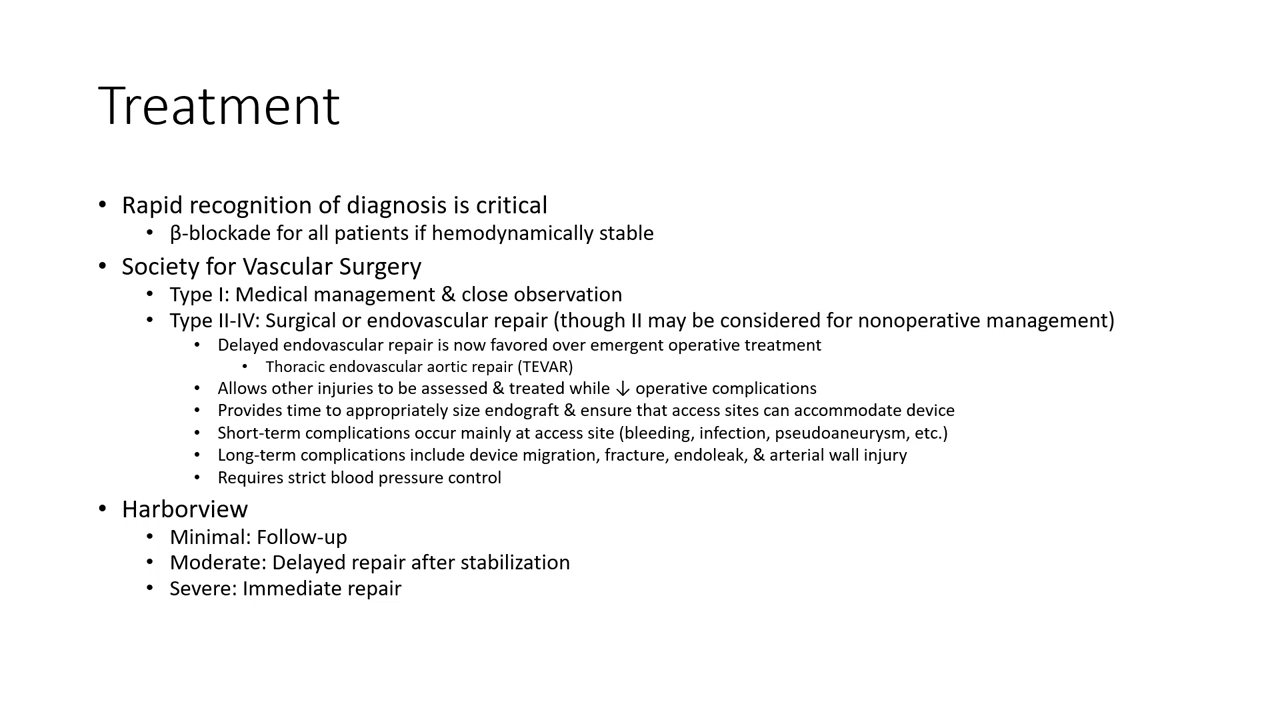 Treatment
• Rapid recognition of diagnosis is critical
• β-blockade for all patients if hemodynamically stable
• Society for Vascular Surgery
• Type I: Medical management & close observation
• Type II-IV: Surgical or endovascular repair (though II may be considered for nonoperative management)
• Delayed endovascular repair is now favored over emergent operative treatment
• Thoracic endovascular aortic repair (TEVAR)
• Allows other injuries to be assessed & treated while ↓ operative complications
• Provides time to appropriately size endograft & ensure that access sites can accommodate device
• Short-term complications occur mainly at access site (bleeding, infection, pseudoaneurysm, etc.)
• Long-term complications include device migration, fracture, endoleak, & arterial wall injury
• Requires strict blood pressure control
• Harborview
• Minimal: Follow-up
• Moderate: Delayed repair after stabilization
• Severe: Immediate repair